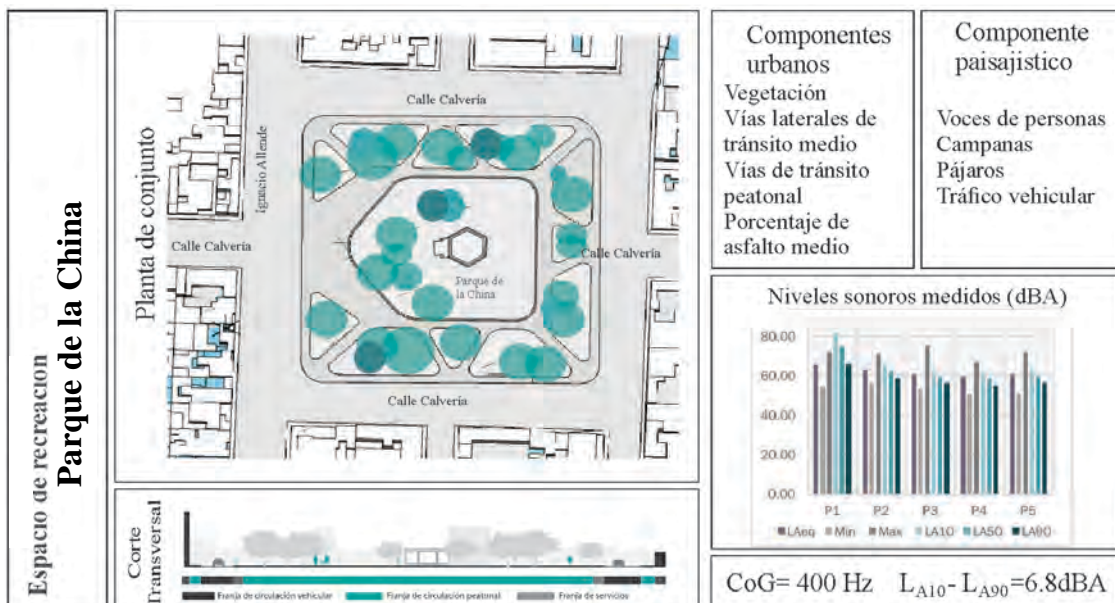 Espacio de recreacion
Parque de la China
Planta de conjunto
Calle Calvería
Ignacio Allende
Calle Calvería
Calle Calvería
Parque de
la China
Calle Calvería
Corte
Transversal
Franja de circulación vehicular
Franja de circulación peatonal
Franja de servicios
Componentes
urbanos
Vegetación
Vías laterales de
tránsito medio
Vías de tránsito
peatonal
Porcentaje de
asfalto medio
Componente
paisajistico
Voces de personas
Campanas
Pájaros
Tráfico vehicular
Niveles sonoros medidos (dBA)
80.00
60.00
40.00
20.00
0.00
P1 P2 P3 P4 P5
LAeq Min Max LA10 LA50 LA90
CoG= 400 Hz LA10- LA90=6.8dBA